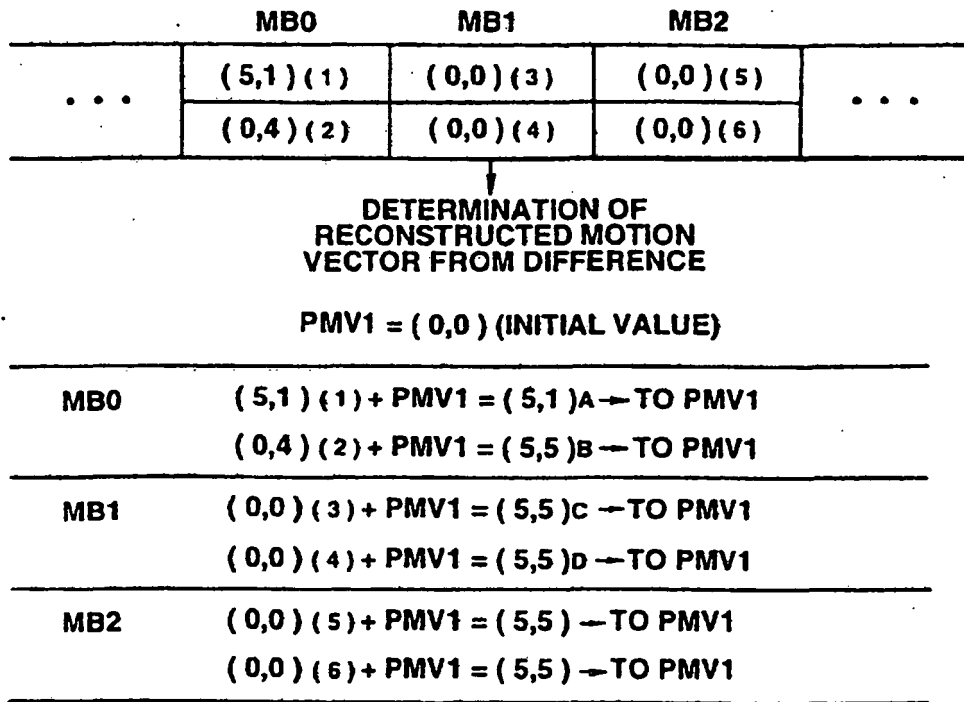 MB0 MB1 MB2
• • • (5,1)(1) (0,0)(3) (0,0)(5) • • •
(0,4)(2) (0,0)(4) (0,0)(6)
DETERMINATION OF
RECONSTRUCTED MOTION
VECTOR FROM DIFFERENCE
PMV1 = (0,0) (INITIAL VALUE)
MB0 (5,1)(1)+ PMV1 = (5,1)A→TO PMV1
(0,4)(2)+ PMV1 = (5,5)B→TO PMV1
MB1 (0,0)(3)+ PMV1 = (5,5)C→TO PMV1
(0,0)(4)+ PMV1 = (5,5)D→TO PMV1
MB2 (0,0)(5)+ PMV1 = (5,5)→TO PMV1
(0,0)(6)+ PMV1 = (5,5)→TO PMV1